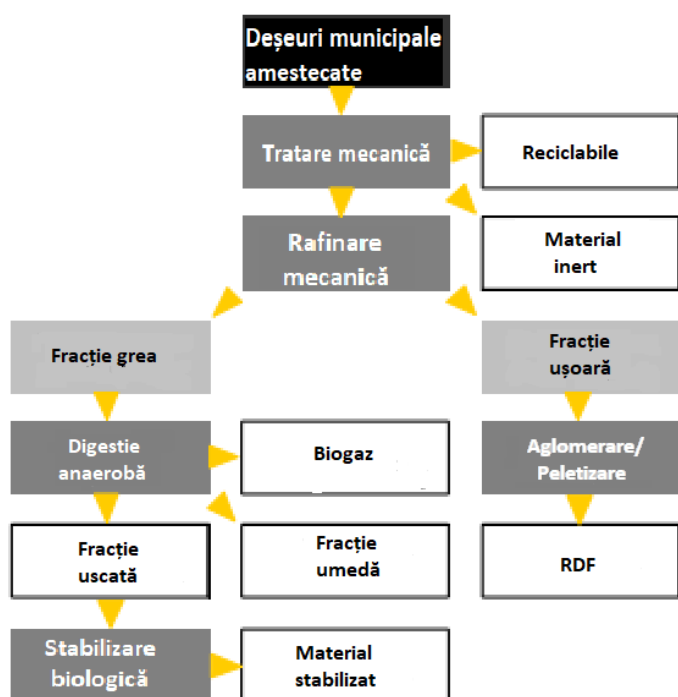 Deșeuri municipale
amestecate
Tratare mecanică
Reciclabile
Rafinare
mecanică
Material
inert
Fracție grea
Fracție
ușoară
Digestie
anaerobă
Biogaz
Aglomerare/
Peletizare
Fracție
uscată
Fracție
umedă
RDF
Stabilizare
biologică
Material
stabilizat